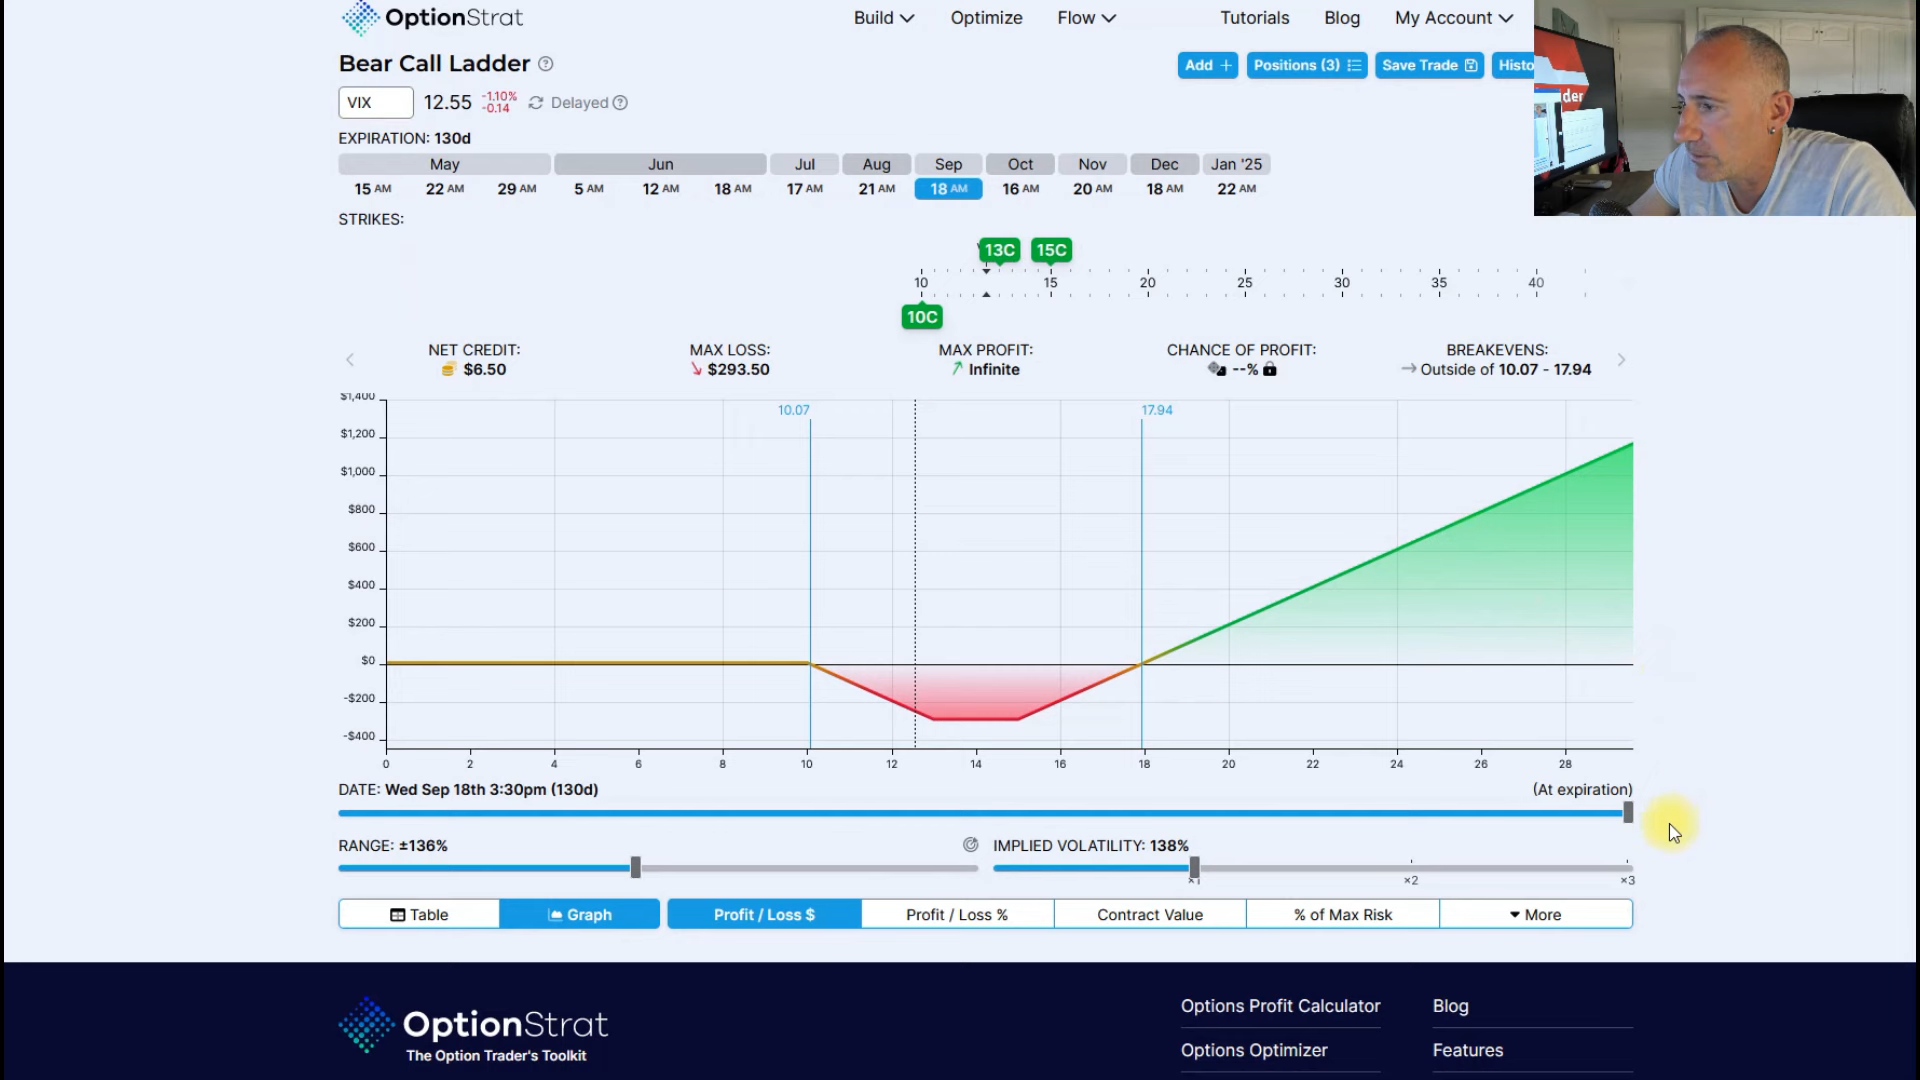 OptionStrat
Build
Optimize
Flow
Tutorials
Blog
My Account
Bear Call Ladder
Add +
Positions (3)
Save Trade
Histo
VIX
12.55
-1.10%
-0.14
Delayed
EXPIRATION: 130d
May Jun Jul Aug Sep Oct Nov Dec Jan '25
15 AM 22 AM 29 AM 5 AM 12 AM 18 AM 17 AM 21 AM 18 AM 16 AM 20 AM 18 AM 22 AM
STRIKES:
13C 15C
10 15 20 25 30 35 40
10C
NET CREDIT: MAX LOSS: MAX PROFIT: CHANCE OF PROFIT: BREAKEVENS:
$6.50 $293.50 Infinite --% Outside of 10.07 - 17.94
$1,400
10.07 17.94
$1,200
$1,000
$800
$600
$400
$200
$0
-$200
-$400
0 2 4 6 8 10 12 14 16 18 20 22 24 26 28
DATE: Wed Sep 18th 3:30pm (130d)
(At expiration)
RANGE: ±136%
IMPLIED VOLATILITY: 138%
×1 ×2 ×3
Table Graph Profit / Loss $ Profit / Loss % Contract Value % of Max Risk More
OptionStrat
The Option Trader's Toolkit
Options Profit Calculator
Blog
Options Optimizer
Features
der